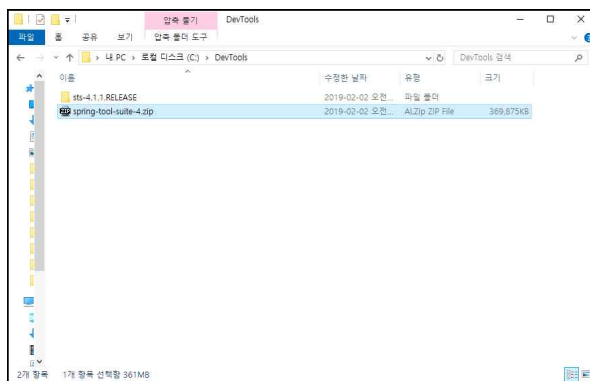 압축 풀기 DevTools
파일 홈 공유 보기 압축 폴더 도구
내 PC > 로컬 디스크 (C:) > DevTools DevTools 검색
이름 수정한 날짜 유형 크기
sts-4.1.1.RELEASE 2019-02-02 오전... 파일 폴더
spring-tool-suite-4.zip 2019-02-02 오전... ALZip ZIP File 369,875KB
2개 항목 1개 항목 선택함 361MB